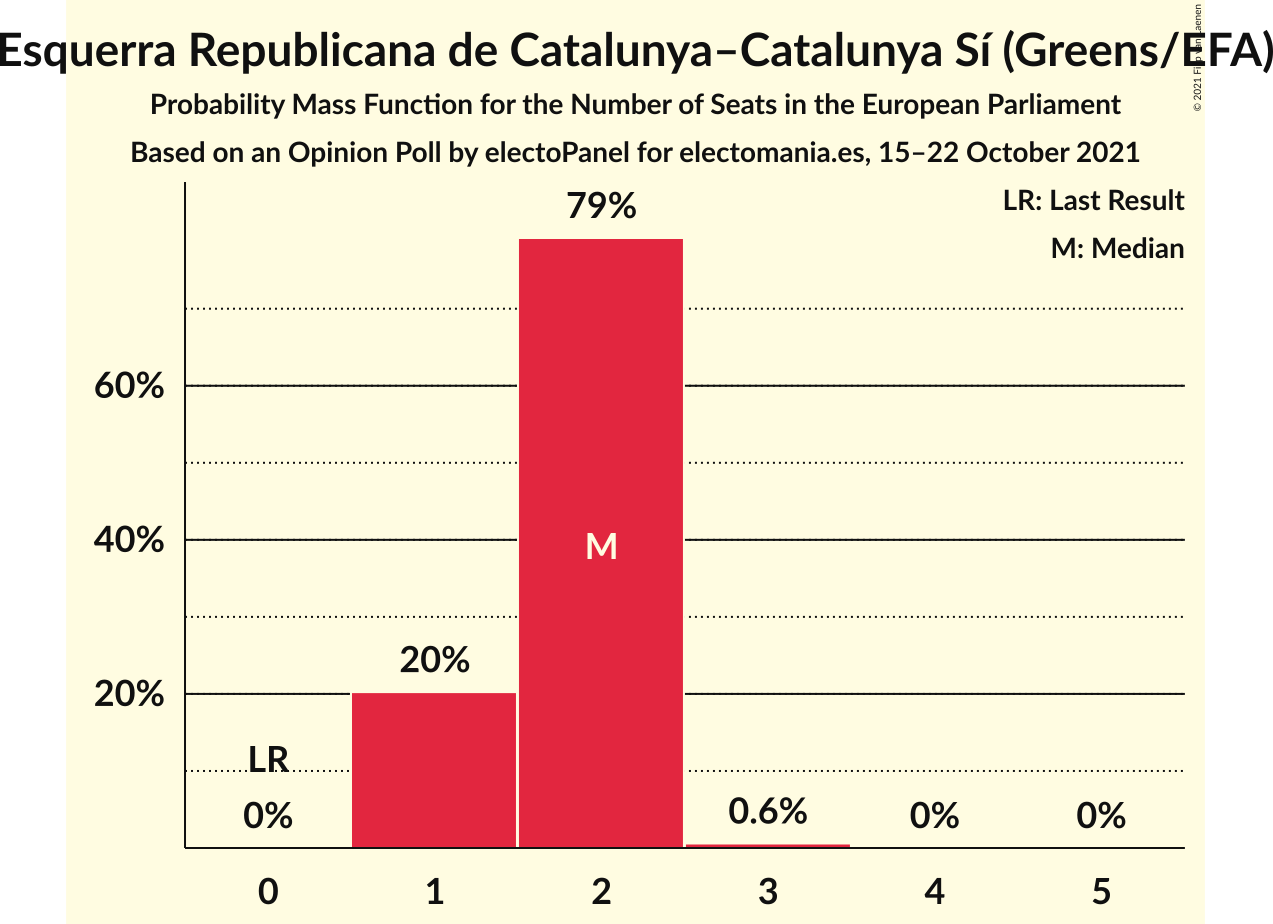 Esquerra Republicana de Catalunya–Catalunya Sí (Greens/EFA)
Probability Mass Function for the Number of Seats in the European Parliament
Based on an Opinion Poll by electoPanel for electomania.es, 15–22 October 2021
© 2021
LR: Last Result
M: Median
79%
60%
40%
M
20%
20%
LR
0%
0.6%
0%
0%
0 1 2 3 4 5